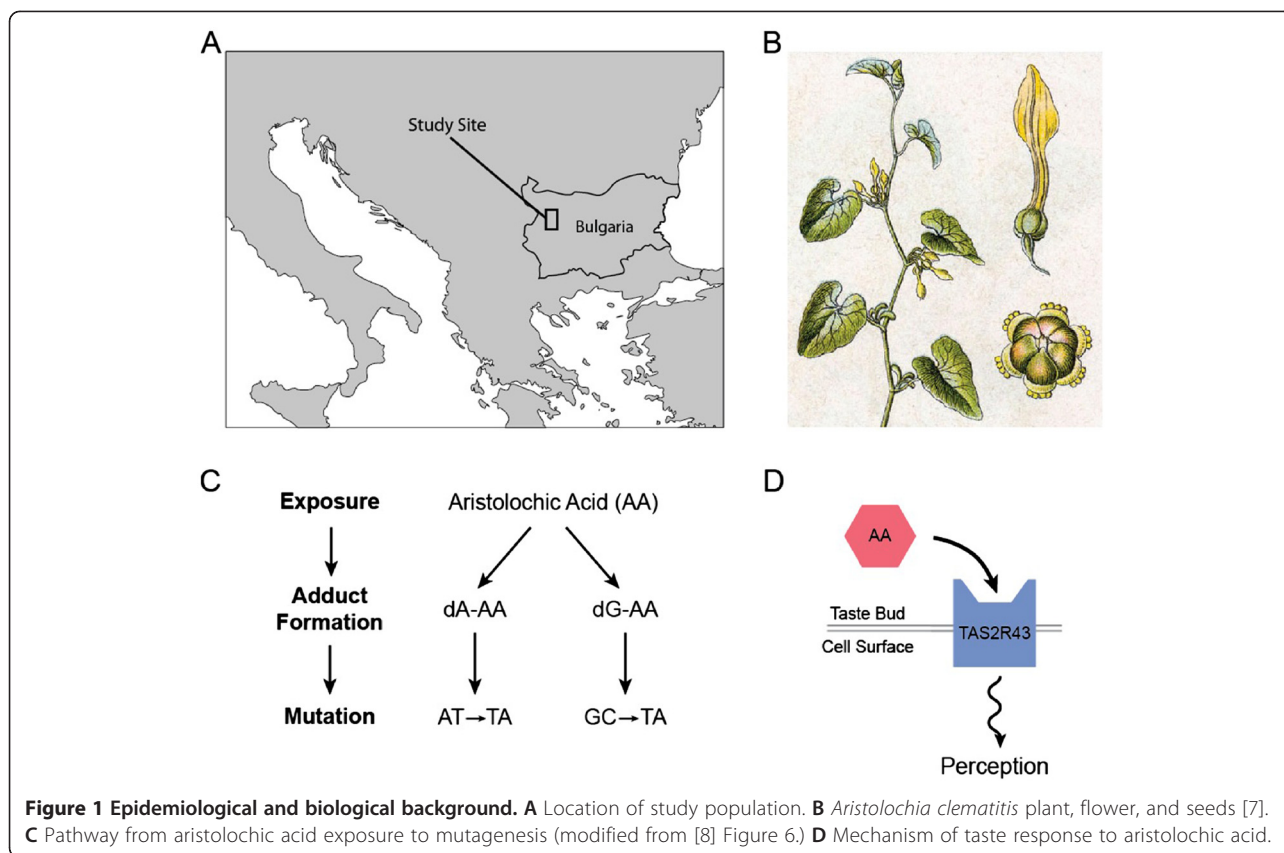 A
Study Site
Bulgaria
B
C
Exposure
Aristolochic Acid (AA)
Adduct
Formation
dA-AA
dG-AA
Mutation
AT→TA
GC→TA
D
AA
Taste Bud
Cell Surface
TAS2R43
Perception
Figure 1 Epidemiological and biological background. A Location of study population. B Aristolochia clematitis plant, flower, and seeds [7].
C Pathway from aristolochic acid exposure to mutagenesis (modified from [8] Figure 6.) D Mechanism of taste response to aristolochic acid.